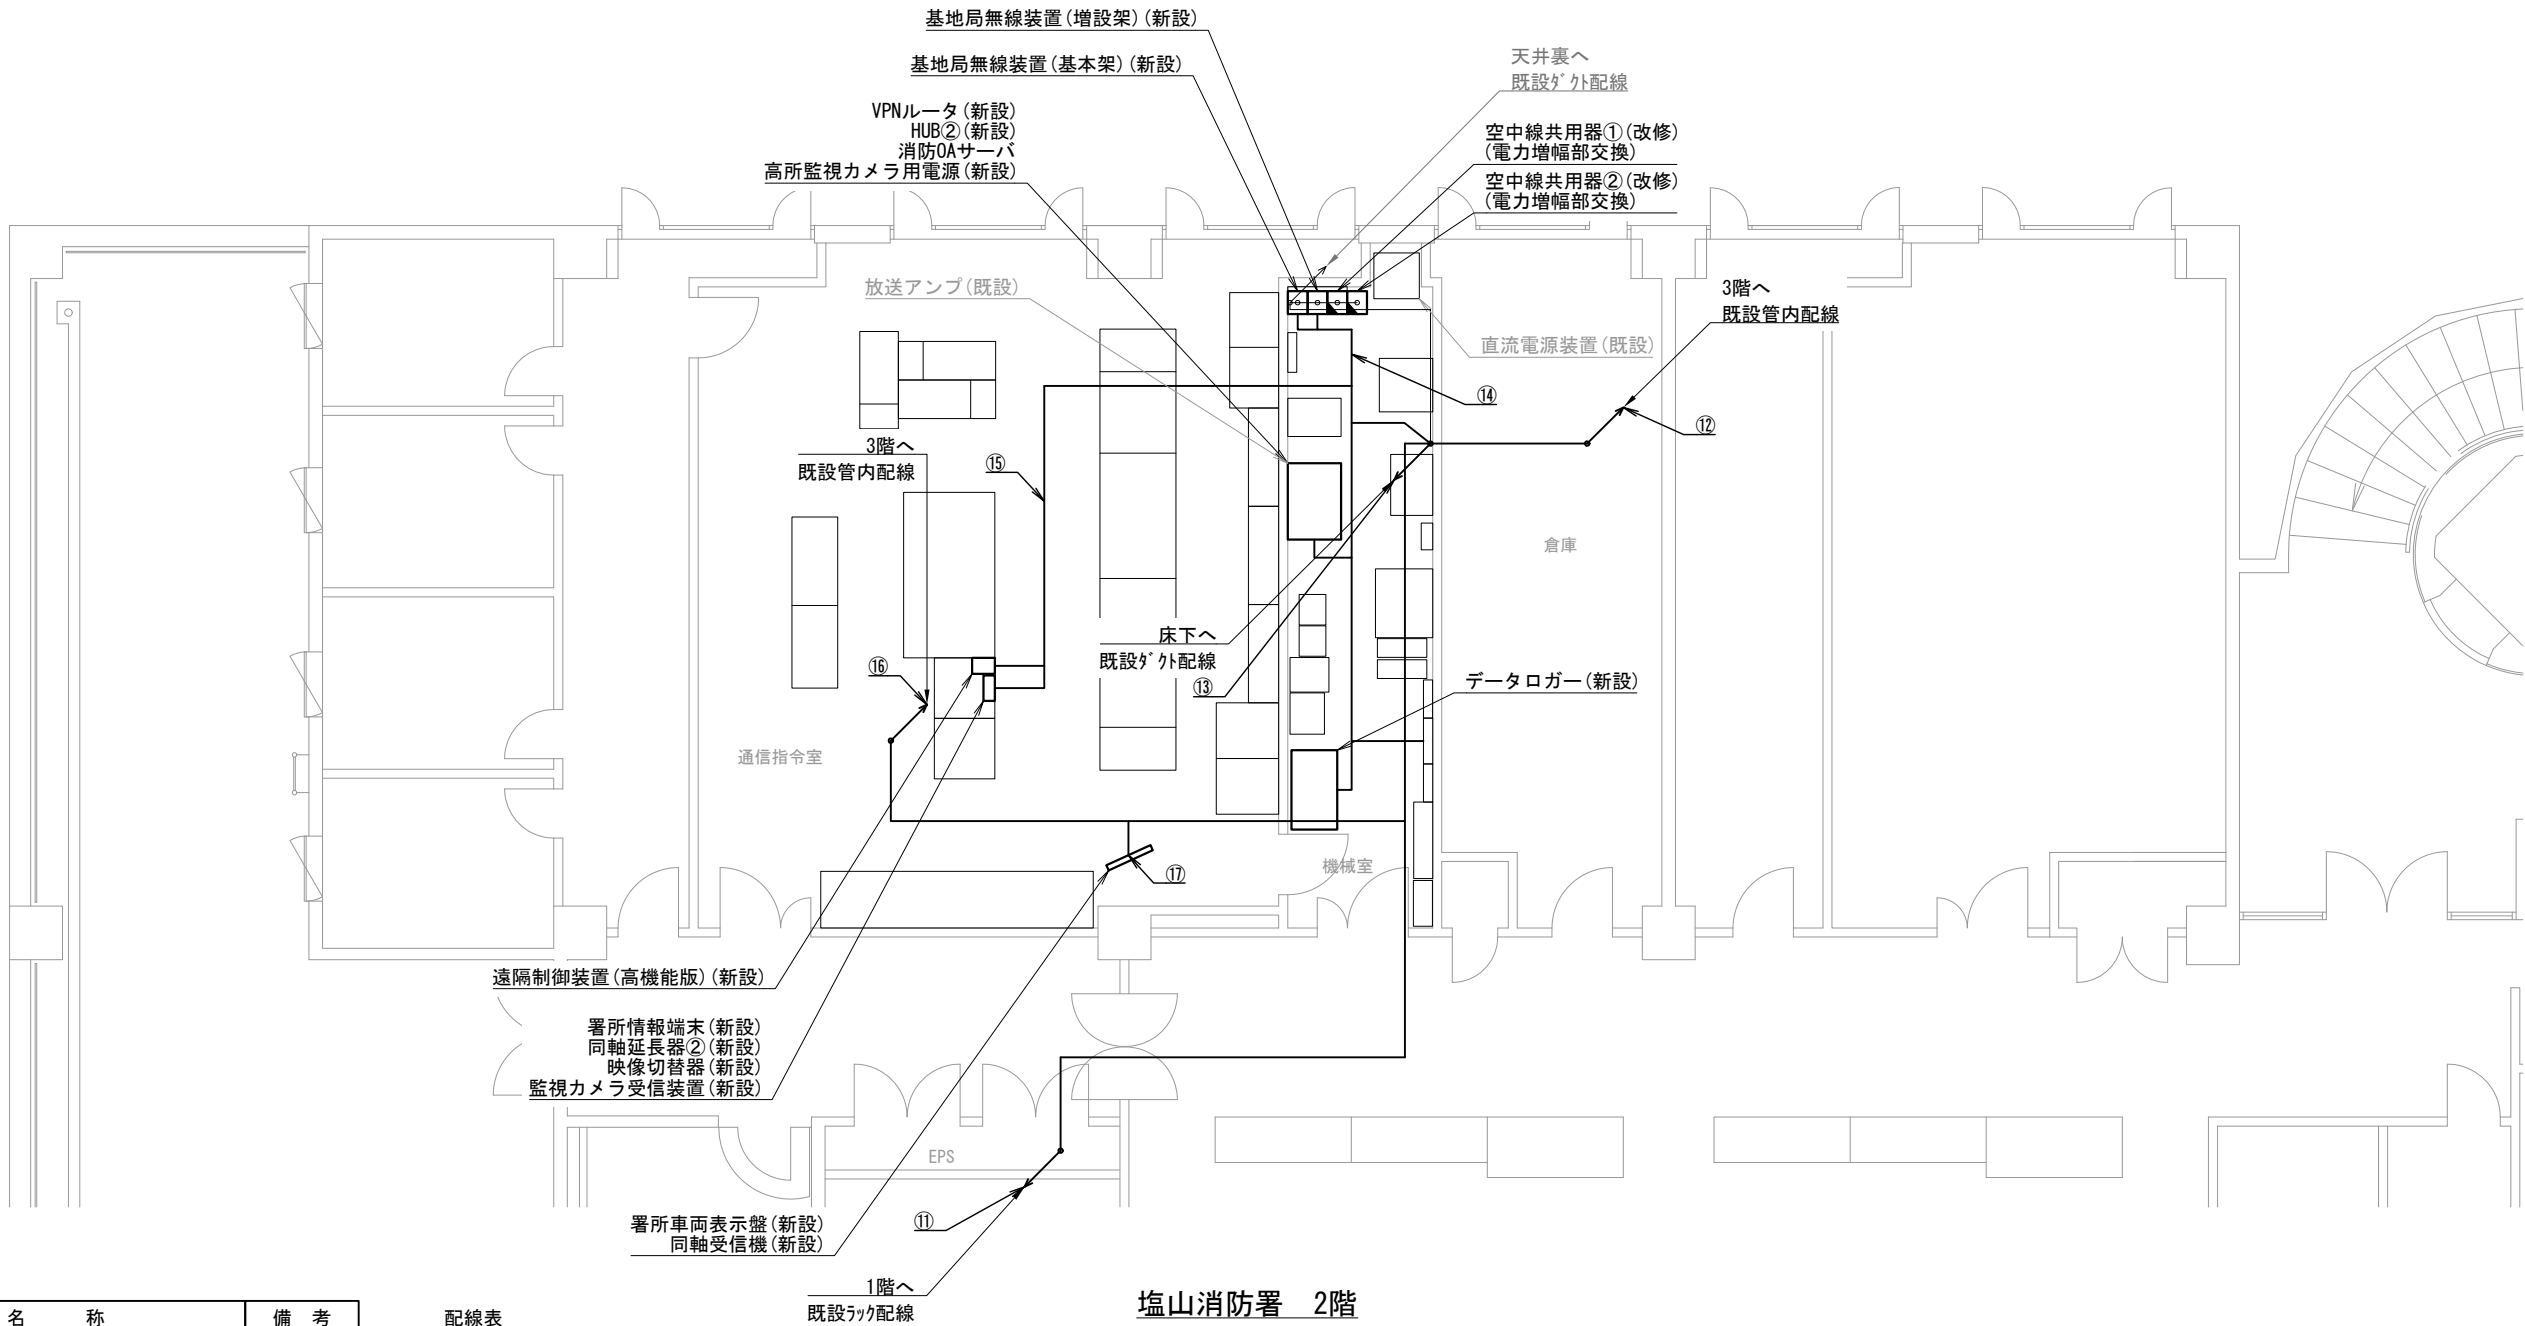 基地局無線装置(増設架)(新設)
基地局無線装置(基本架)(新設)
天井裏へ
既設ﾀﾞｸﾄ配線
VPNルータ(新設)
HUB②(新設)
消防OAサーバ
高所監視カメラ用電源(新設)
空中線共用器①(改修)
(電力増幅部交換)
空中線共用器②(改修)
(電力増幅部交換)
放送アンプ(既設)
3階へ
既設管内配線
直流電源装置(既設)
⑭
⑫
3階へ
既設管内配線
⑮
倉庫
床下へ
既設ﾀﾞｸﾄ配線
⑯
⑬
データロガー(新設)
通信指令室
機械室
⑰
遠隔制御装置(高機能版)(新設)
署所情報端末(新設)
同軸延長器②(新設)
映像切替器(新設)
監視カメラ受信装置(新設)
EPS
署所車両表示盤(新設)
同軸受信機(新設)
⑪
1階へ
既設ﾗｯｸ配線
塩山消防署　2階
名　称
備　考
配線表